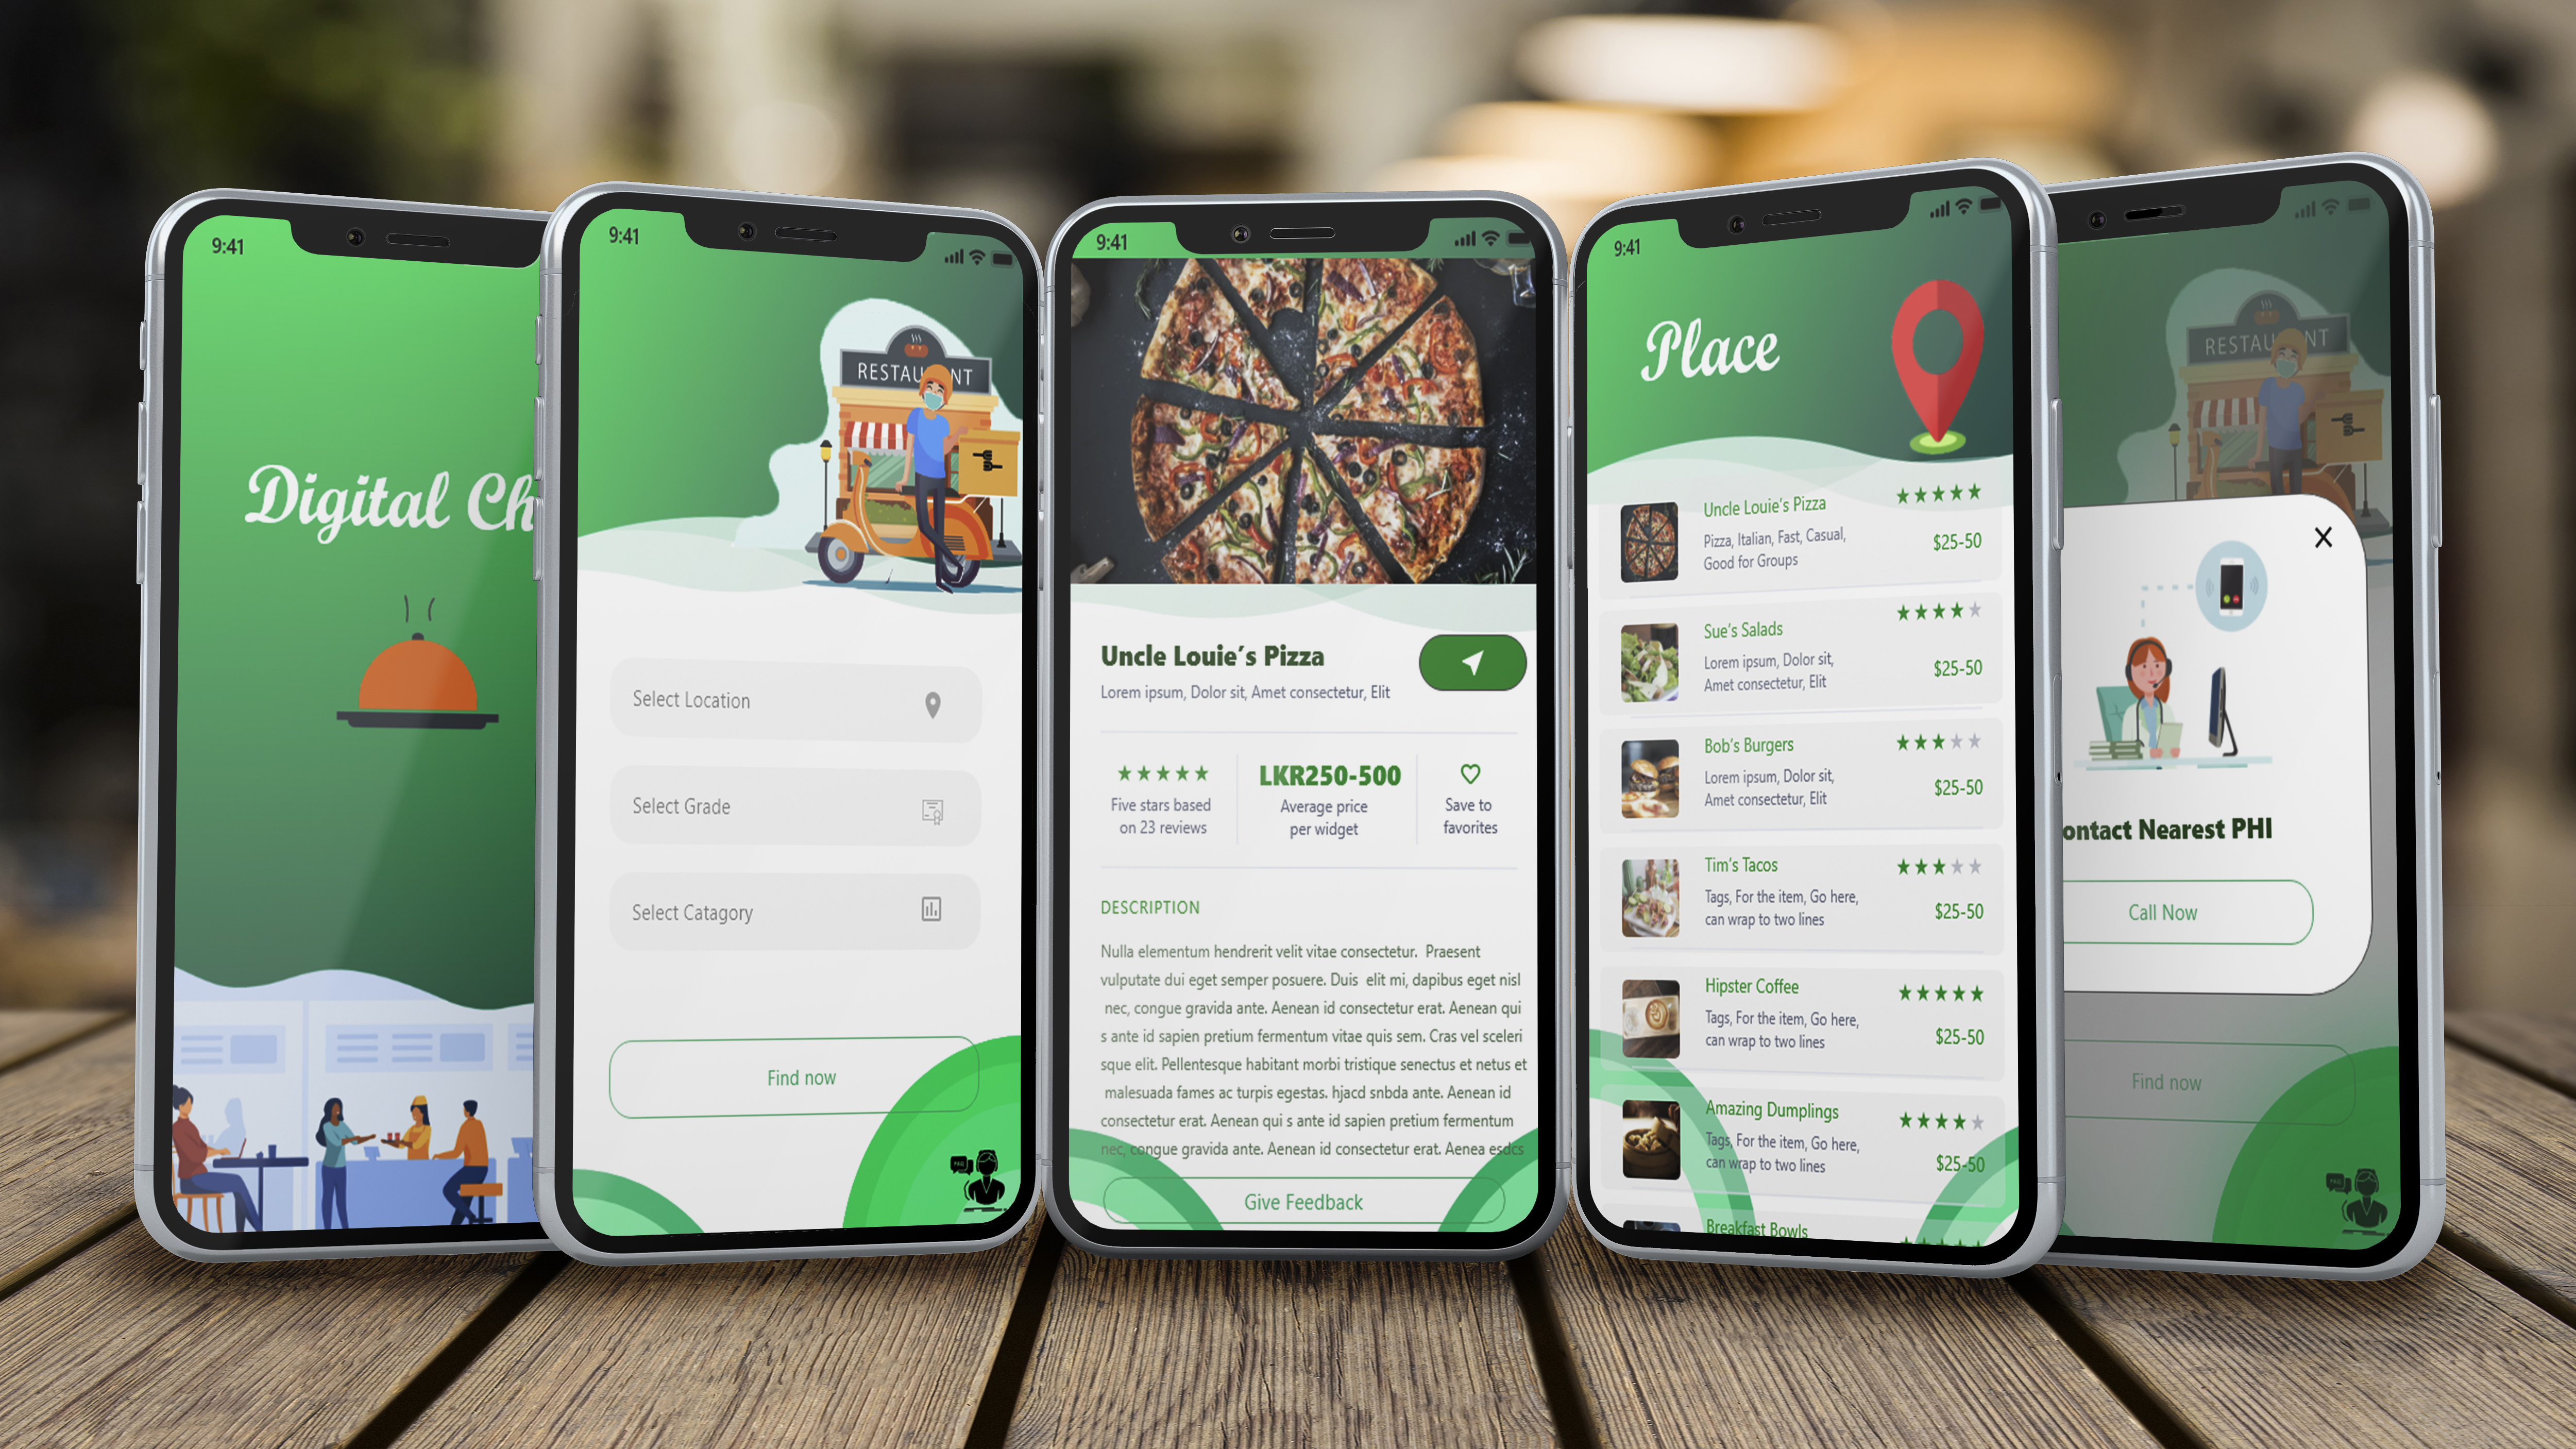 9:41
Digital Ch
9:41
RESTAU NT
Select Location
Select Grade
Select Catagory
Find now
9:41
Uncle Louie's Pizza
Lorem ipsum, Dolor sit, Amet consectetur, Elit
★★★★★
Five stars based
on 23 reviews
LKR250-500
Average price
per widget
Save to
favorites
DESCRIPTION
Nulla elementum hendrerit velit vitae consectetur.  Praesent
vulputate dui eget semper posuere. Duis  elit mi, dapibus eget nisl
nec, congue gravida ante. Aenean id consectetur erat. Aenean qui
s ante id sapien pretium fermentum vitae quis sem. Cras vel sceleri
sque elit. Pellentesque habitant morbi tristique senectus et netus et
malesuada fames ac turpis egestas. hjacd snbda ante. Aenean id
consectetur erat. Aenean qui s ante id sapien pretium fermentum
nec, congue gravida ante. Aenean id consectetur erat. Aenea esdcs
Give Feedback
9:41
Place
Uncle Louie's Pizza
Pizza, Italian, Fast, Casual,
Good for Groups
$25-50
Sue's Salads
Lorem ipsum, Dolor sit,
Amet consectetur, Elit
$25-50
Bob's Burgers
Lorem ipsum, Dolor sit,
Amet consectetur, Elit
$25-50
Tim's Tacos
Tags, For the item, Go here,
can wrap to two lines
$25-50
Hipster Coffee
Tags, For the item, Go here,
can wrap to two lines
$25-50
Amazing Dumplings
Tags, For the item, Go here,
can wrap to two lines
$25-50
Breakfast Bowls
RESTAU NT
X
ontact Nearest PHI
Call Now
Find now